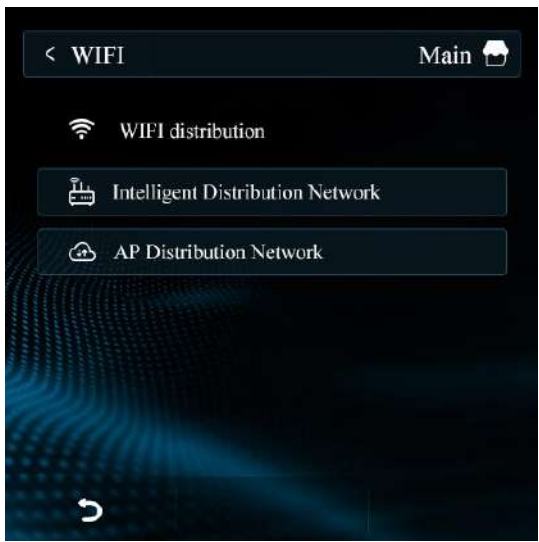 < WIFI Main
WIFI distribution
Intelligent Distribution Network
AP Distribution Network